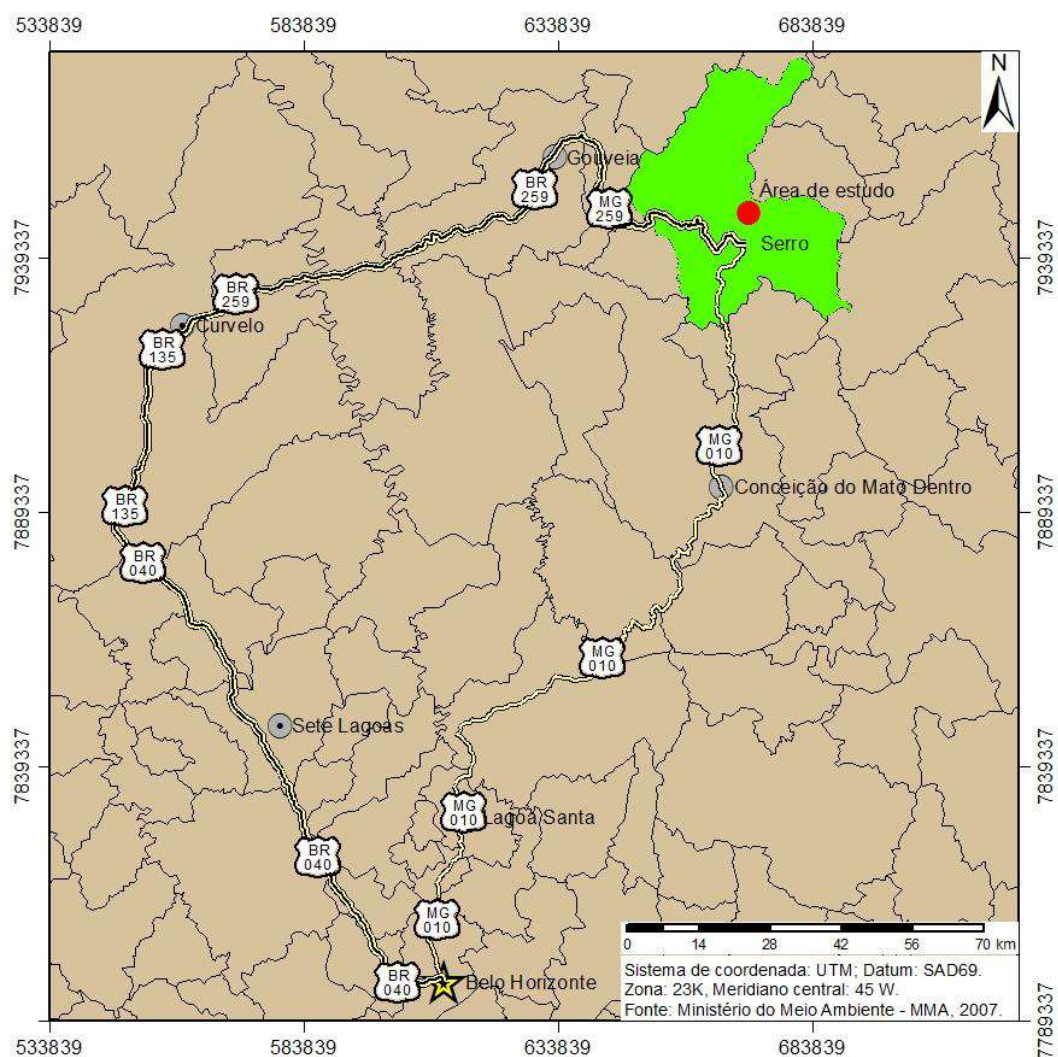 533839 583839 633839 683839
N
Gouveia
BR
259
MG
259
Área de estudo
Serro
7939337
7939337
BR
259
Curvelo
BR
135
MG
010
Conceição do Mato Dentro
BR
135
7889337
7889337
BR
040
MG
010
Sete Lagoas
7839337
7839337
MG
010
Lagoa Santa
BR
040
MG
010
BR
040
Belo Horizonte
0 14 28 42 56 70 km
Sistema de coordenada: UTM; Datum: SAD69.
Zona: 23K, Meridiano central: 45 W.
Fonte: Ministério do Meio Ambiente - MMA, 2007.
7789337
533839 583839 633839 683839